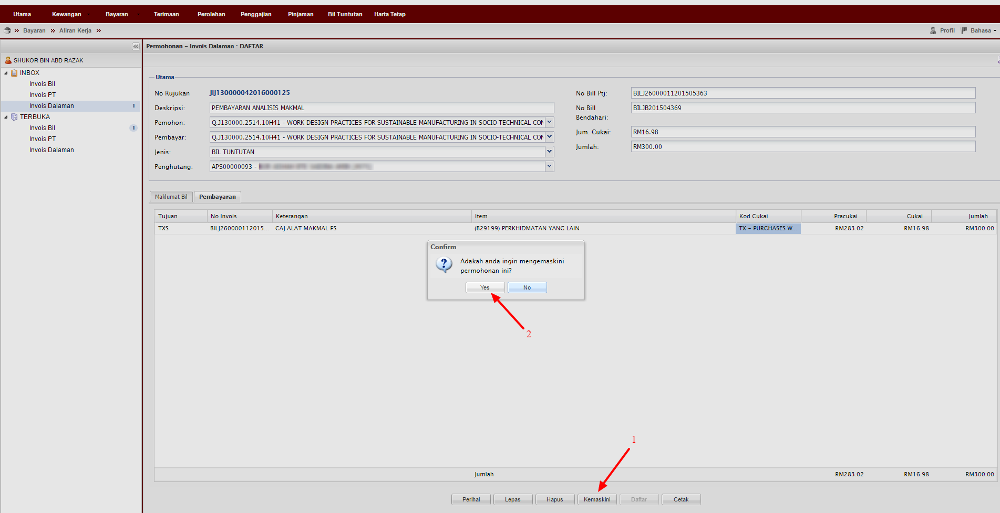 Utama Kewangan Bayaran Terimaan Perolehan Penggajian Pinjaman Bil Tuntutan Harta Tetap
Bayaran Aliran Kerja Profil Bahasa
SHUKOR BIN ABD RAZAK
INBOX
Invois Bil
Invois PT
Invois Dalaman 1
TERBUKA
Invois Bil 1
Invois PT
Invois Dalaman
Permohonan – Invois Dalaman : DAFTAR
Utama
No Rujukan JIJ130000042016000125
Deskripsi: PEMBAYARAN ANALISIS MAKMAL
Pemohon: Q.J130000.2514.10H41 - WORK DESIGN PRACTICES FOR SUSTAINABLE MANUFACTURING IN SOCIO-TECHNICAL CON
Pembayar: Q.J130000.2514.10H41 - WORK DESIGN PRACTICES FOR SUSTAINABLE MANUFACTURING IN SOCIO-TECHNICAL CON
Jenis: BIL TUNTUTAN
Penghutang: APS00000093 -
No Bill Ptj: BILJ26000011201505363
No Bill
Bendahari: BILJB201504369
Jum. Cukai: RM16.98
Jumlah: RM300.00
Maklumat Bil Pembayaran
Tujuan No Invois Keterangan Item Kod Cukai Pracukai Cukai Jumlah
TXS BILJ260000112015... CAJ ALAT MAKMAL FS (B29199) PERKHIDMATAN YANG LAIN TX – PURCHASES W... RM283.02 RM16.98 RM300.00
Confirm
Adakah anda ingin mengemaskini
permohonan ini?
Yes No
2
1
Jumlah RM283.02 RM16.98 RM300.00
Perihal Lepas Hapus Kemaskini Daftar Cetak